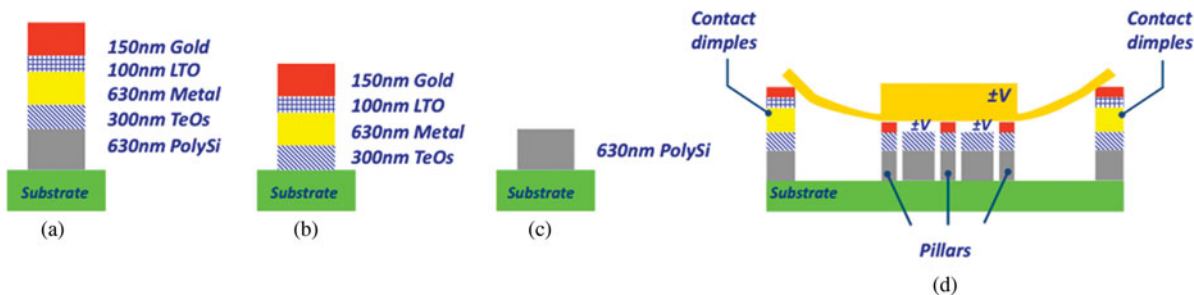 150nm Gold
100nm LTO
630nm Metal
300nm TeOs
630nm PolySi
Substrate
(a)
150nm Gold
100nm LTO
630nm Metal
300nm TeOs
Substrate
(b)
630nm PolySi
Substrate
(c)
Contact
dimples
Contact
dimples
±V
±V
±V
Substrate
Pillars
(d)